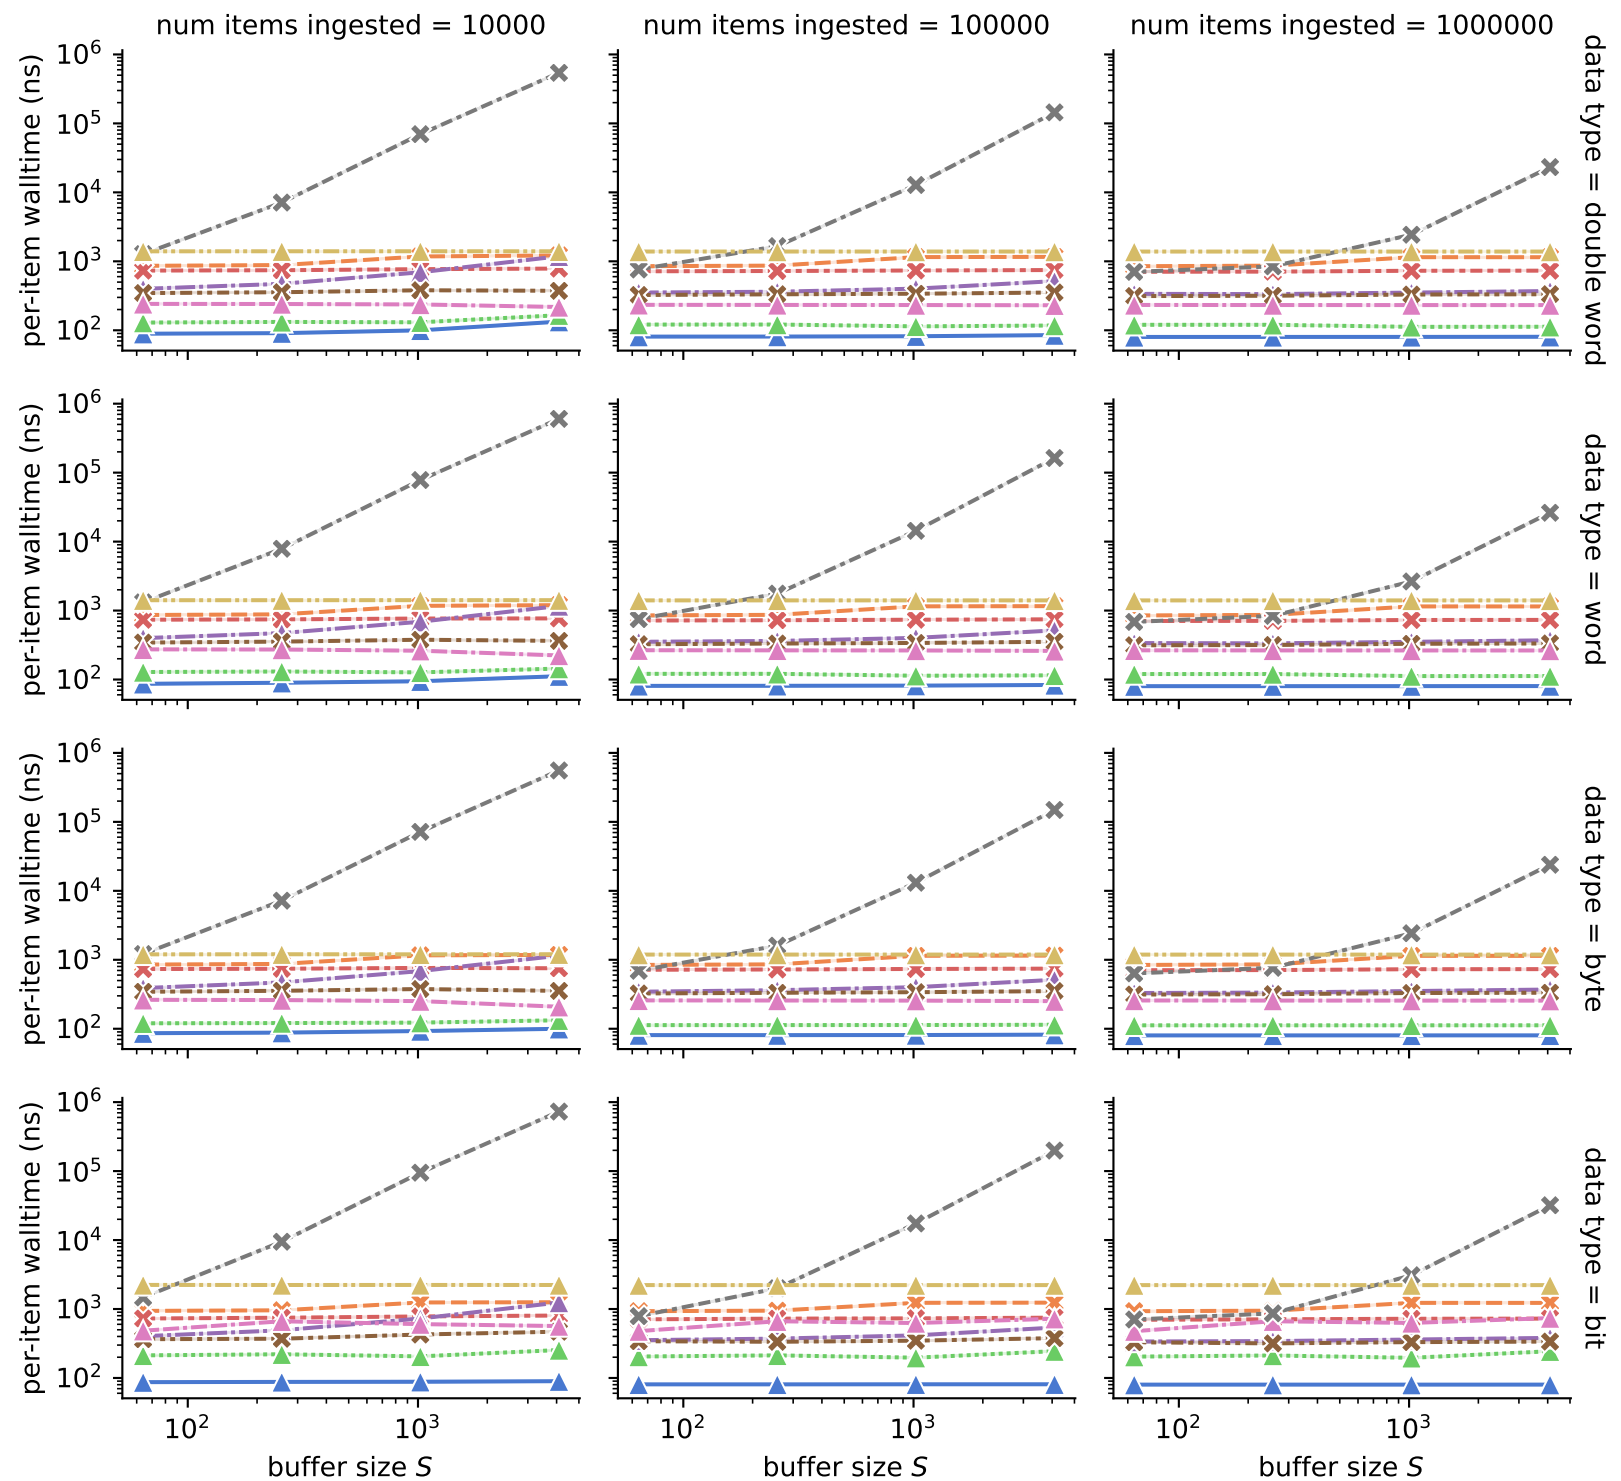 num items ingested = 10000
num items ingested = 100000
num items ingested = 1000000
per-item walltime (ns)
10⁶
10⁵
10⁴
10³
10²
data type = double word
per-item walltime (ns)
10⁶
10⁵
10⁴
10³
10²
data type = word
per-item walltime (ns)
10⁶
10⁵
10⁴
10³
10²
data type = byte
per-item walltime (ns)
10⁶
10⁵
10⁴
10³
10²
data type = bit
10² 10³
10² 10³
10² 10³
buffer size S
buffer size S
buffer size S